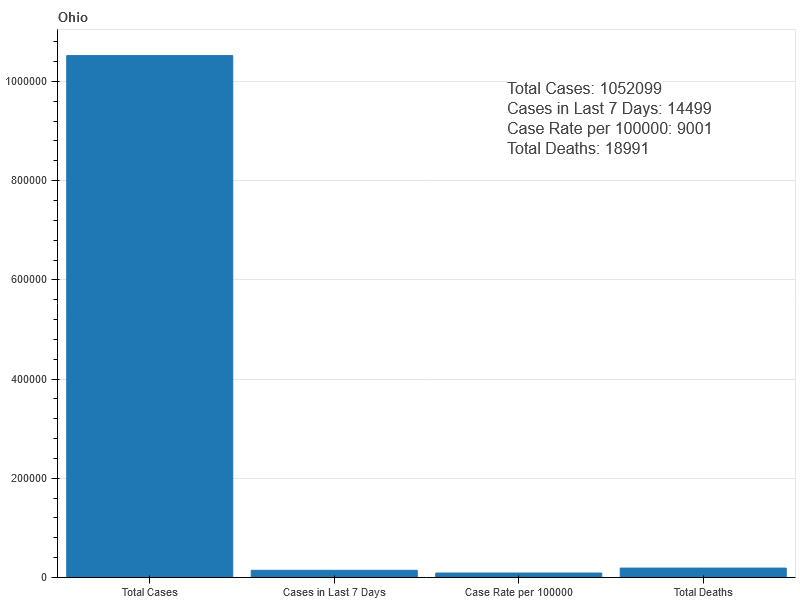 Ohio
1000000
800000
600000
400000
200000
0
Total Cases: 1052099
Cases in Last 7 Days: 14499
Case Rate per 100000: 9001
Total Deaths: 18991
Total Cases
Cases in Last 7 Days
Case Rate per 100000
Total Deaths